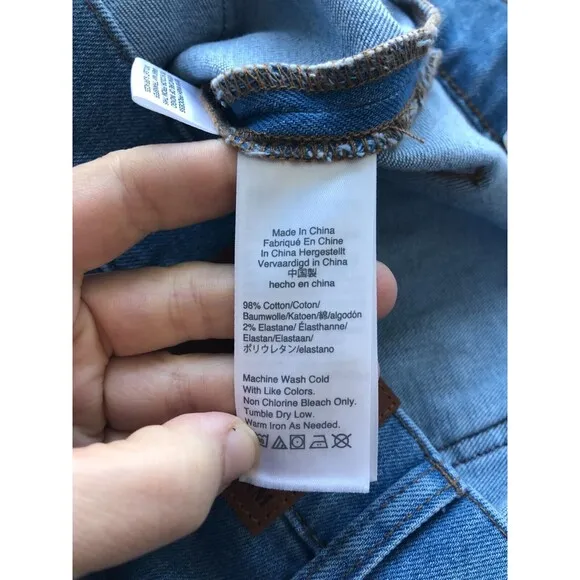 Made In China
Fabriqué En Chine
In China Hergestellt
Vervaardigd in China
中国製
hecho en china
98% Cotton/Coton/
Baumwolle/Katoen/綿/algodón
2% Elastane/ Élasthanne/
Elastan/Elastaan/
ポリウレタン/elastano
Machine Wash Cold
With Like Colors.
Non Chlorine Bleach Only.
Tumble Dry Low.
Warm Iron As Needed.